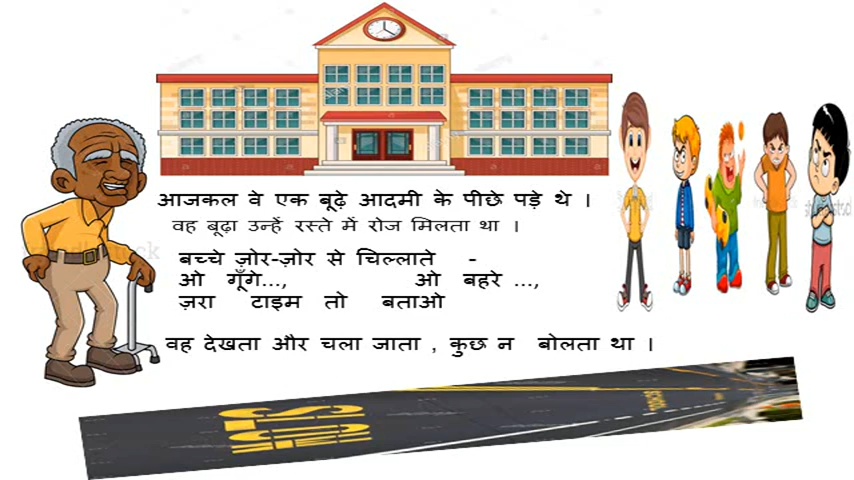 आजकल वे एक बूढ़े आदमी के पीछे पड़े थे ।
वह बूढ़ा उन्हें रस्ते में रोज मिलता था ।
बच्चे ज़ोर-ज़ोर से चिल्लाते -
ओ गूँगे..., ओ बहरे ...,
ज़रा टाइम तो बताओ
वह देखता और चला जाता , कुछ न बोलता था ।